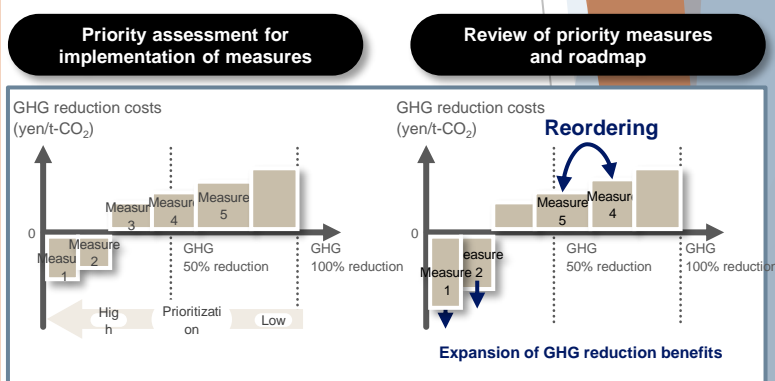 Priority assessment for
implementation of measures
Review of priority measures
and roadmap
GHG reduction costs
(yen/t-CO2)
0
Measu
1
Measure
2
Measur
3
Measure
4
Measure
5
GHG
50% reduction
GHG
100% reduction
Hig
h
Prioritizati
on
Low
GHG reduction costs
(yen/t-CO2)
Reordering
0
Measure
1
easure
2
Measure
5
Measure
4
GHG
50% reduction
GHG
100% reduction
Expansion of GHG reduction benefits